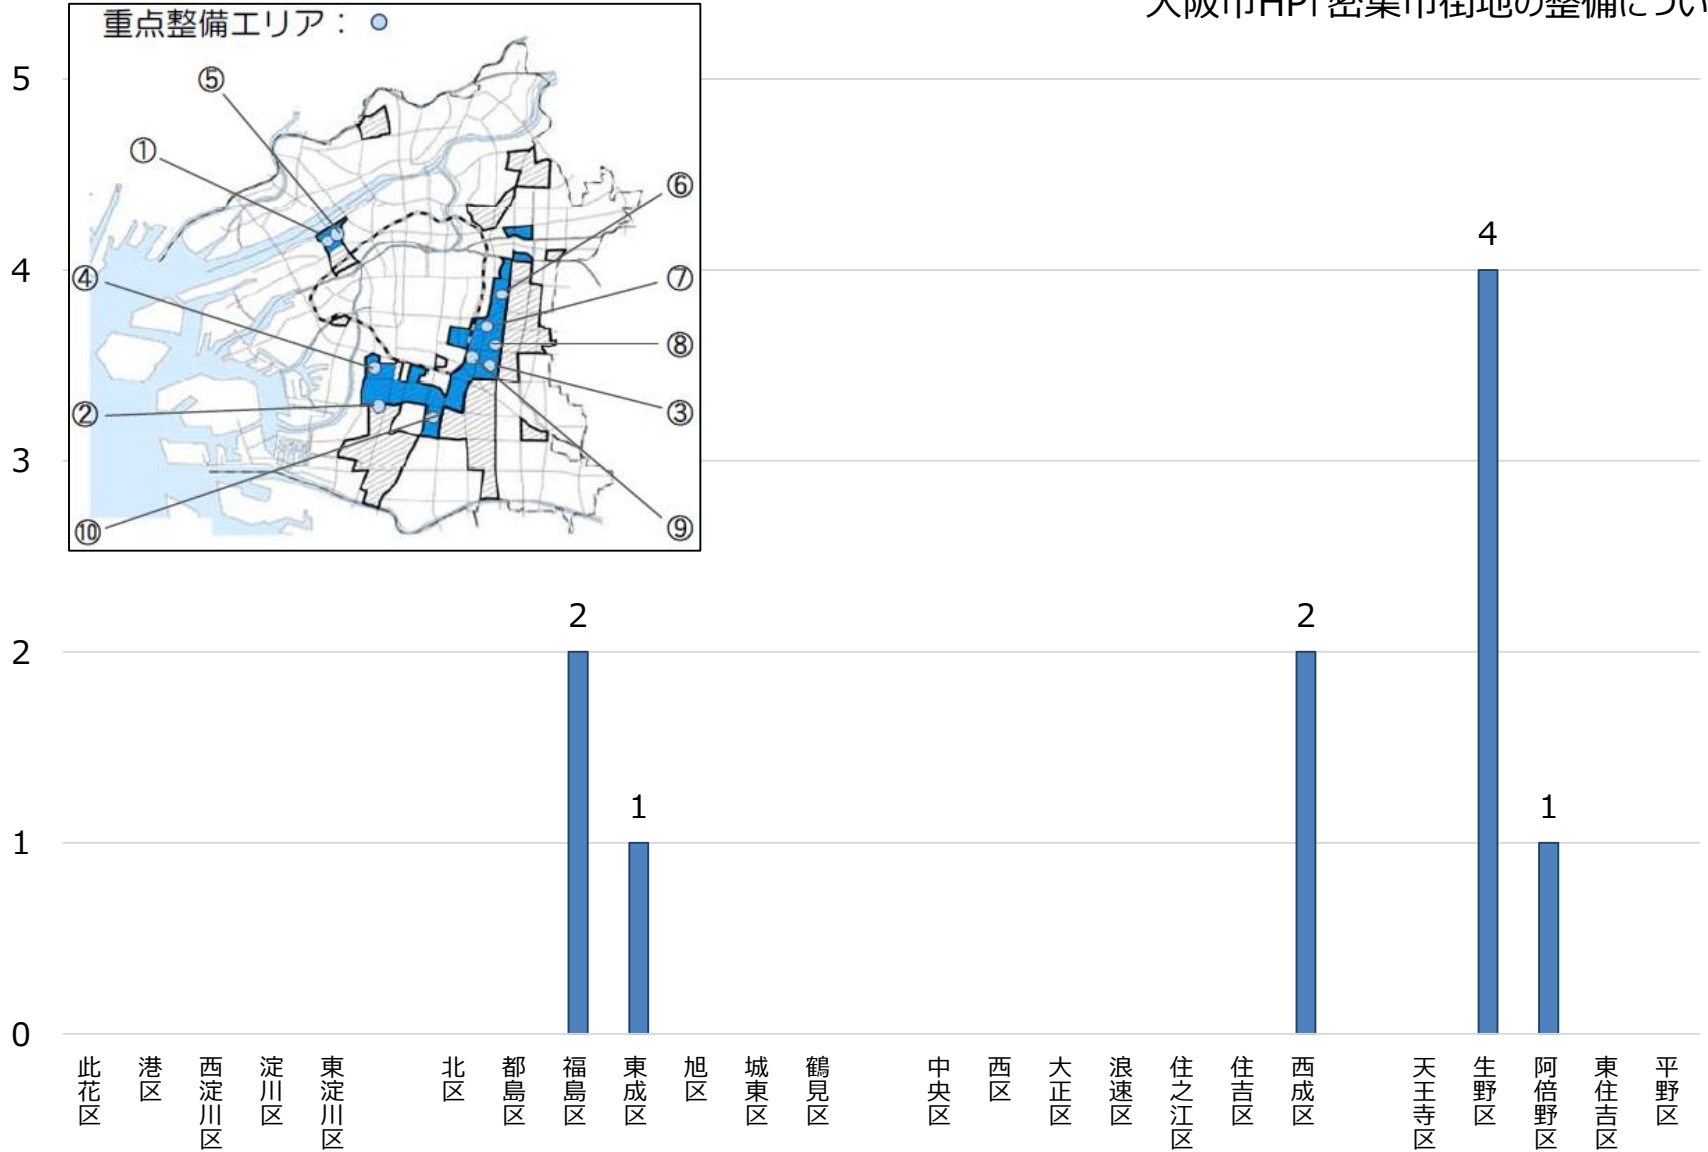 大阪市HP「密集市街地の整備につい
重点整備エリア：
⑤
①
⑥
④
⑦
⑧
②
③
⑩
⑨
5
4
3
2
1
0
2
1
2
4
1
此花区
港区
西淀川区
淀川区
東淀川区
北区
都島区
福島区
東成区
旭区
城東区
鶴見区
中央区
西区
大正区
浪速区
住之江区
住吉区
西成区
天王寺区
生野区
阿倍野区
東住吉区
平野区